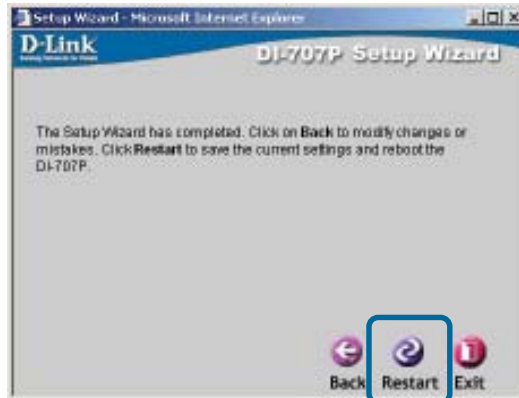 Setup Wizard - Microsoft Internet Explorer
D-Link
DI-707P Setup Wizard
The Setup Wizard has completed. Click on Back to modify changes or
mistakes. Click Restart to save the current settings and reboot the
DI-707P.
Back Restart Exit